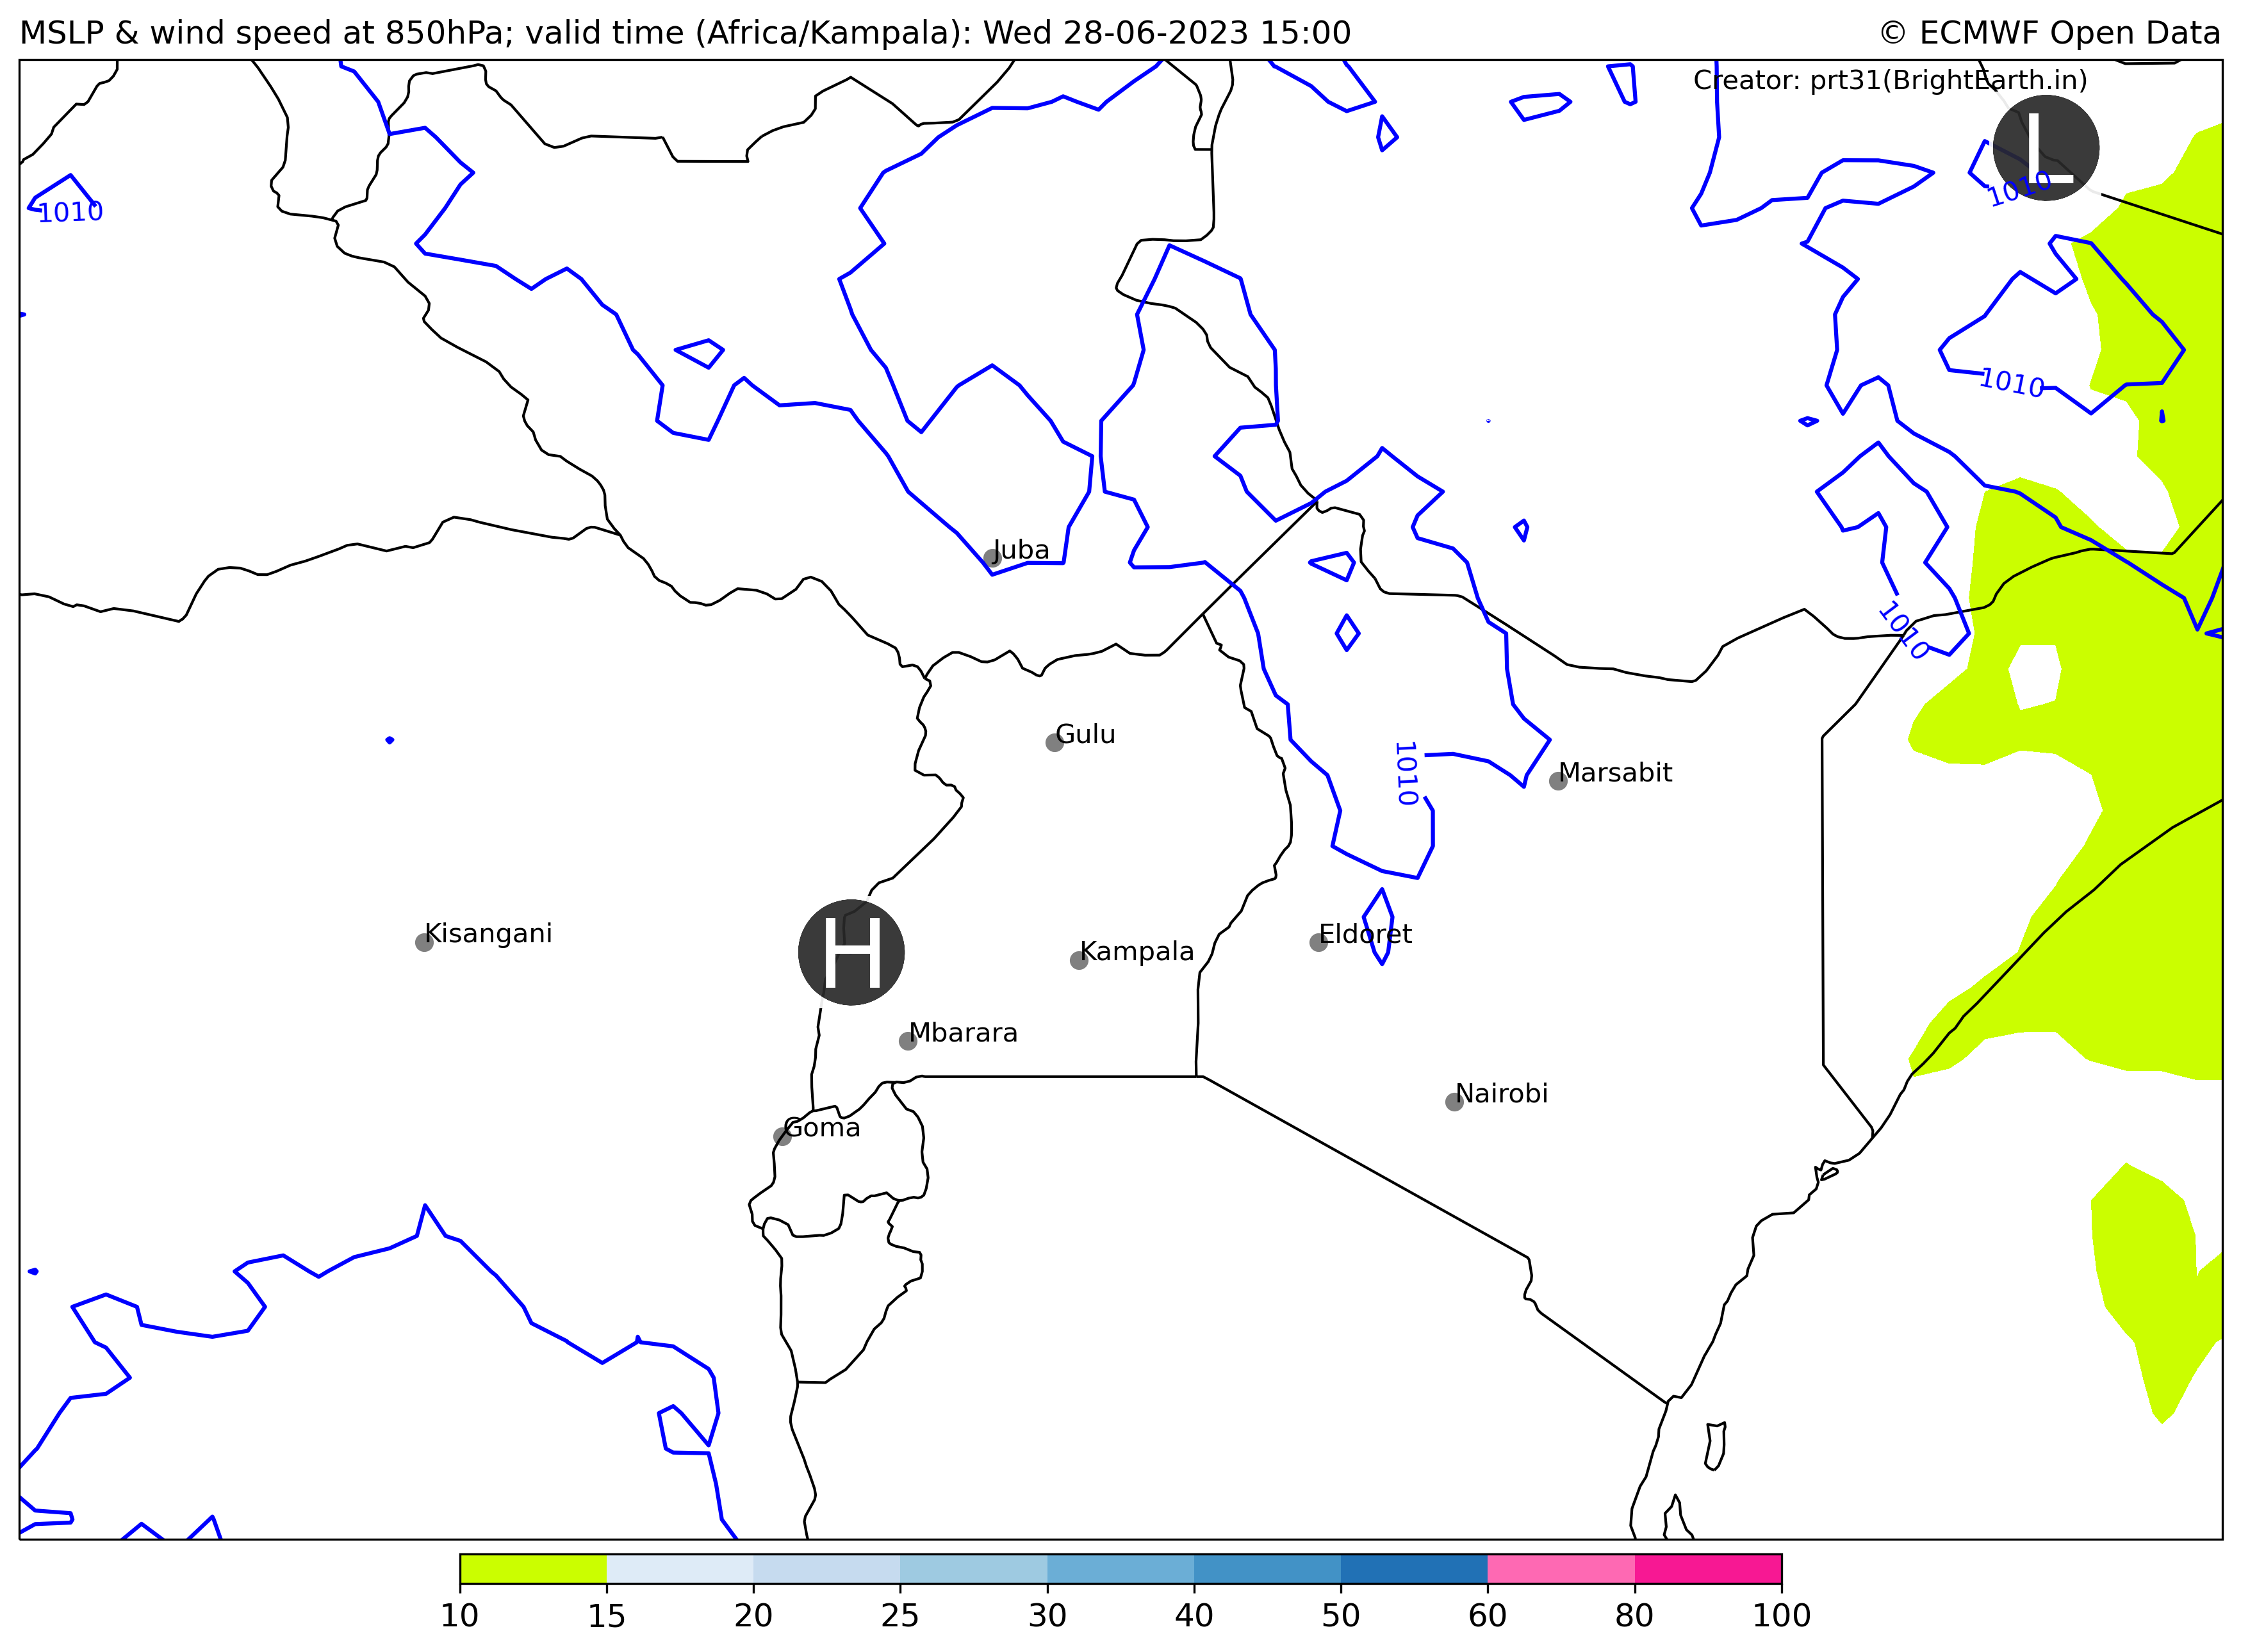 MSLP & wind speed at 850hPa; valid time (Africa/Kampala): Wed 28-06-2023 15:00
© ECMWF Open Data
Creator: prt31(BrightEarth.in)
L
1010
1010
1010
Juba
1010
Gulu
1010
Marsabit
Kisangani
H
Kampala
Eldoret
Mbarara
Nairobi
Goma
10 15 20 25 30 40 50 60 80 100